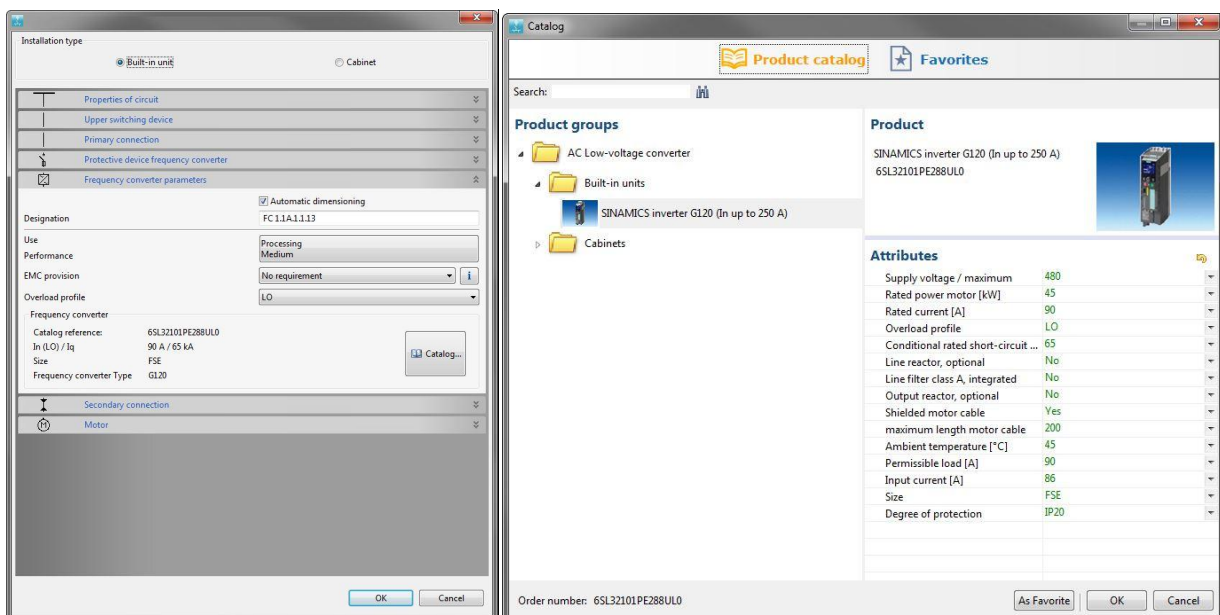 Installation type
Built-in unit
Cabinet
Properties of circuit
Upper switching device
Primary connection
Protective device frequency converter
Frequency converter parameters
Automatic dimensioning
Designation FC 1.1A.1.1.13
Use Processing
Performance Medium
EMC provision No requirement i
Overload profile LO
Frequency converter
Catalog reference: 6SL32101PE288UL0
In (LO) / Iq 90 A / 65 kA
Size FSE
Frequency converter Type G120
Catalog...
Secondary connection
M Motor
OK Cancel
Catalog
Product catalog Favorites
Search:
Product groups
AC Low-voltage converter
Built-in units
SINAMICS inverter G120 (In up to 250 A)
Cabinets
Product
SINAMICS inverter G120 (In up to 250 A)
6SL32101PE288UL0
Attributes
Supply voltage / maximum 480
Rated power motor [kW] 45
Rated current [A] 90
Overload profile LO
Conditional rated short-circuit ... 65
Line reactor, optional No
Line filter class A, integrated No
Output reactor, optional No
Shielded motor cable Yes
maximum length motor cable 200
Ambient temperature [°C] 45
Permissible load [A] 90
Input current [A] 86
Size FSE
Degree of protection IP20
Order number: 6SL32101PE288UL0
As Favorite OK Cancel